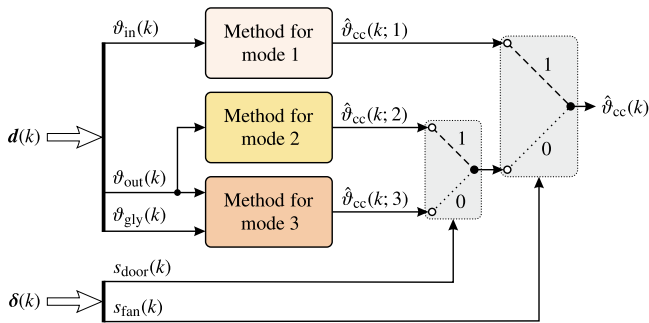 ϑin(k)
Method for
mode 1
ϑ̂cc(k; 1)
1
0
ϑ̂cc(k)
d(k)
Method for
mode 2
ϑ̂cc(k; 2)
1
0
ϑout(k)
ϑgly(k)
Method for
mode 3
ϑ̂cc(k; 3)
δ(k)
sdoor(k)
sfan(k)